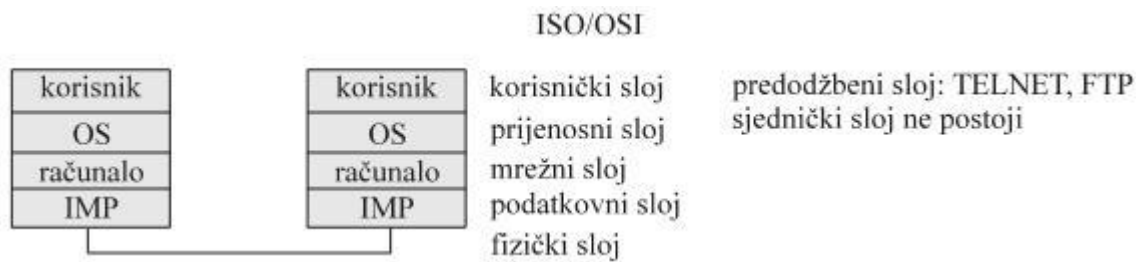 ISO/OSI
korisnik korisnik korisnički sloj predodžbeni sloj: TELNET, FTP
OS OS prijenosni sloj sjednički sloj ne postoji
računalo računalo mrežni sloj
IMP IMP podatkovni sloj
fizički sloj